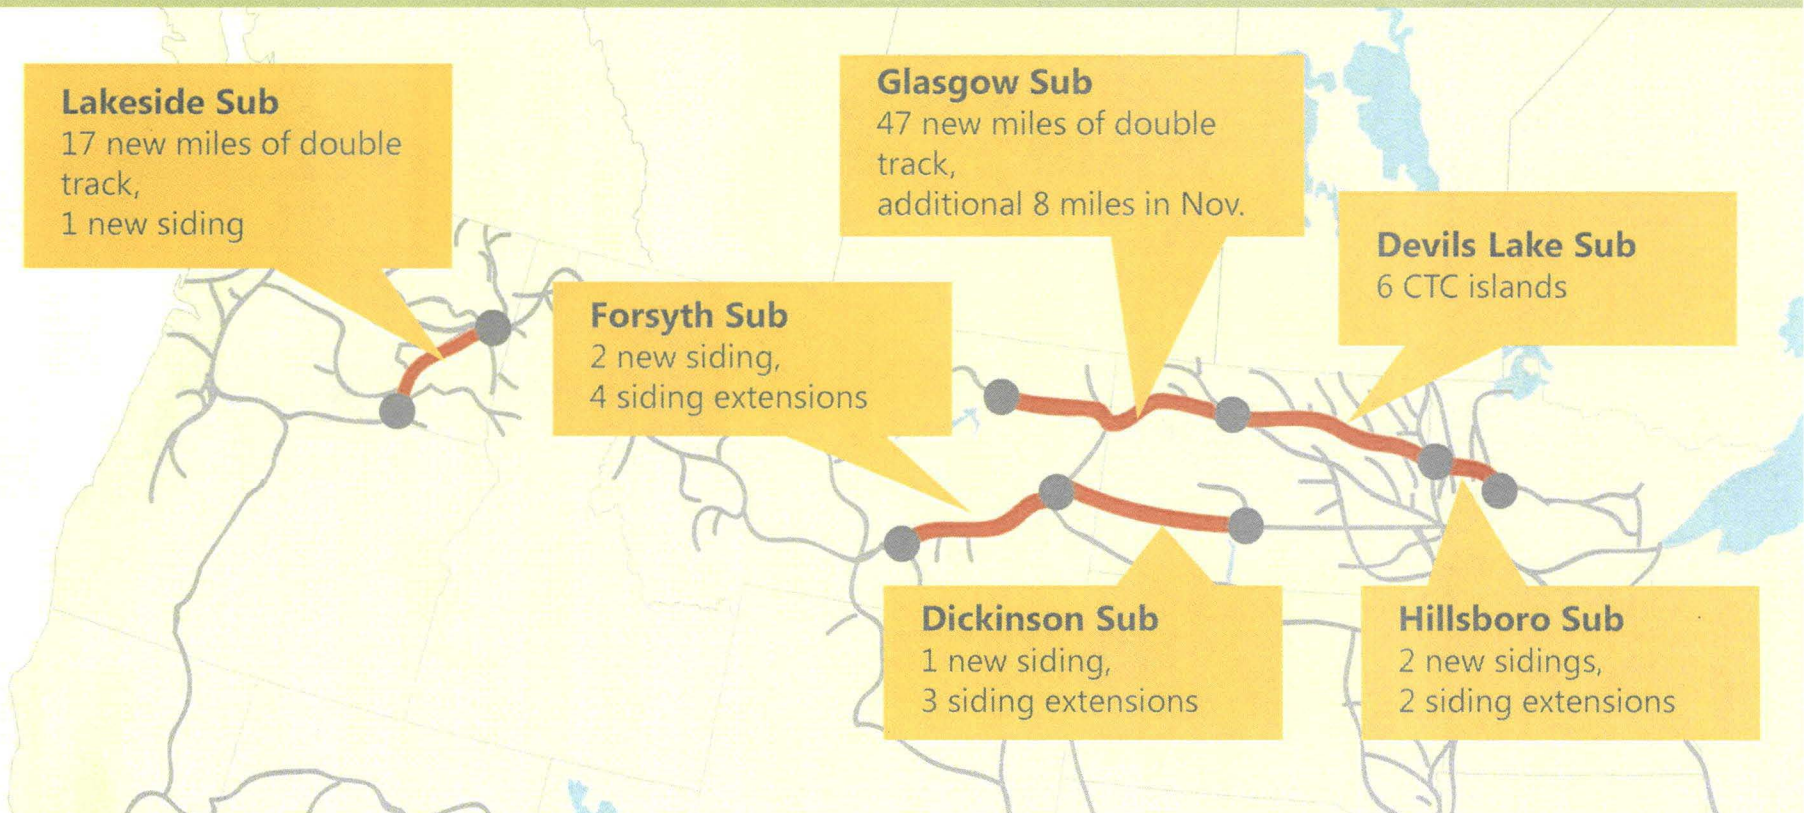 Lakeside Sub
17 new miles of double
track,
1 new siding
Glasgow Sub
47 new miles of double
track,
additional 8 miles in Nov.
Devils Lake Sub
6 CTC islands
Forsyth Sub
2 new siding,
4 siding extensions
Dickinson Sub
1 new siding,
3 siding extensions
Hillsboro Sub
2 new sidings,
2 siding extensions